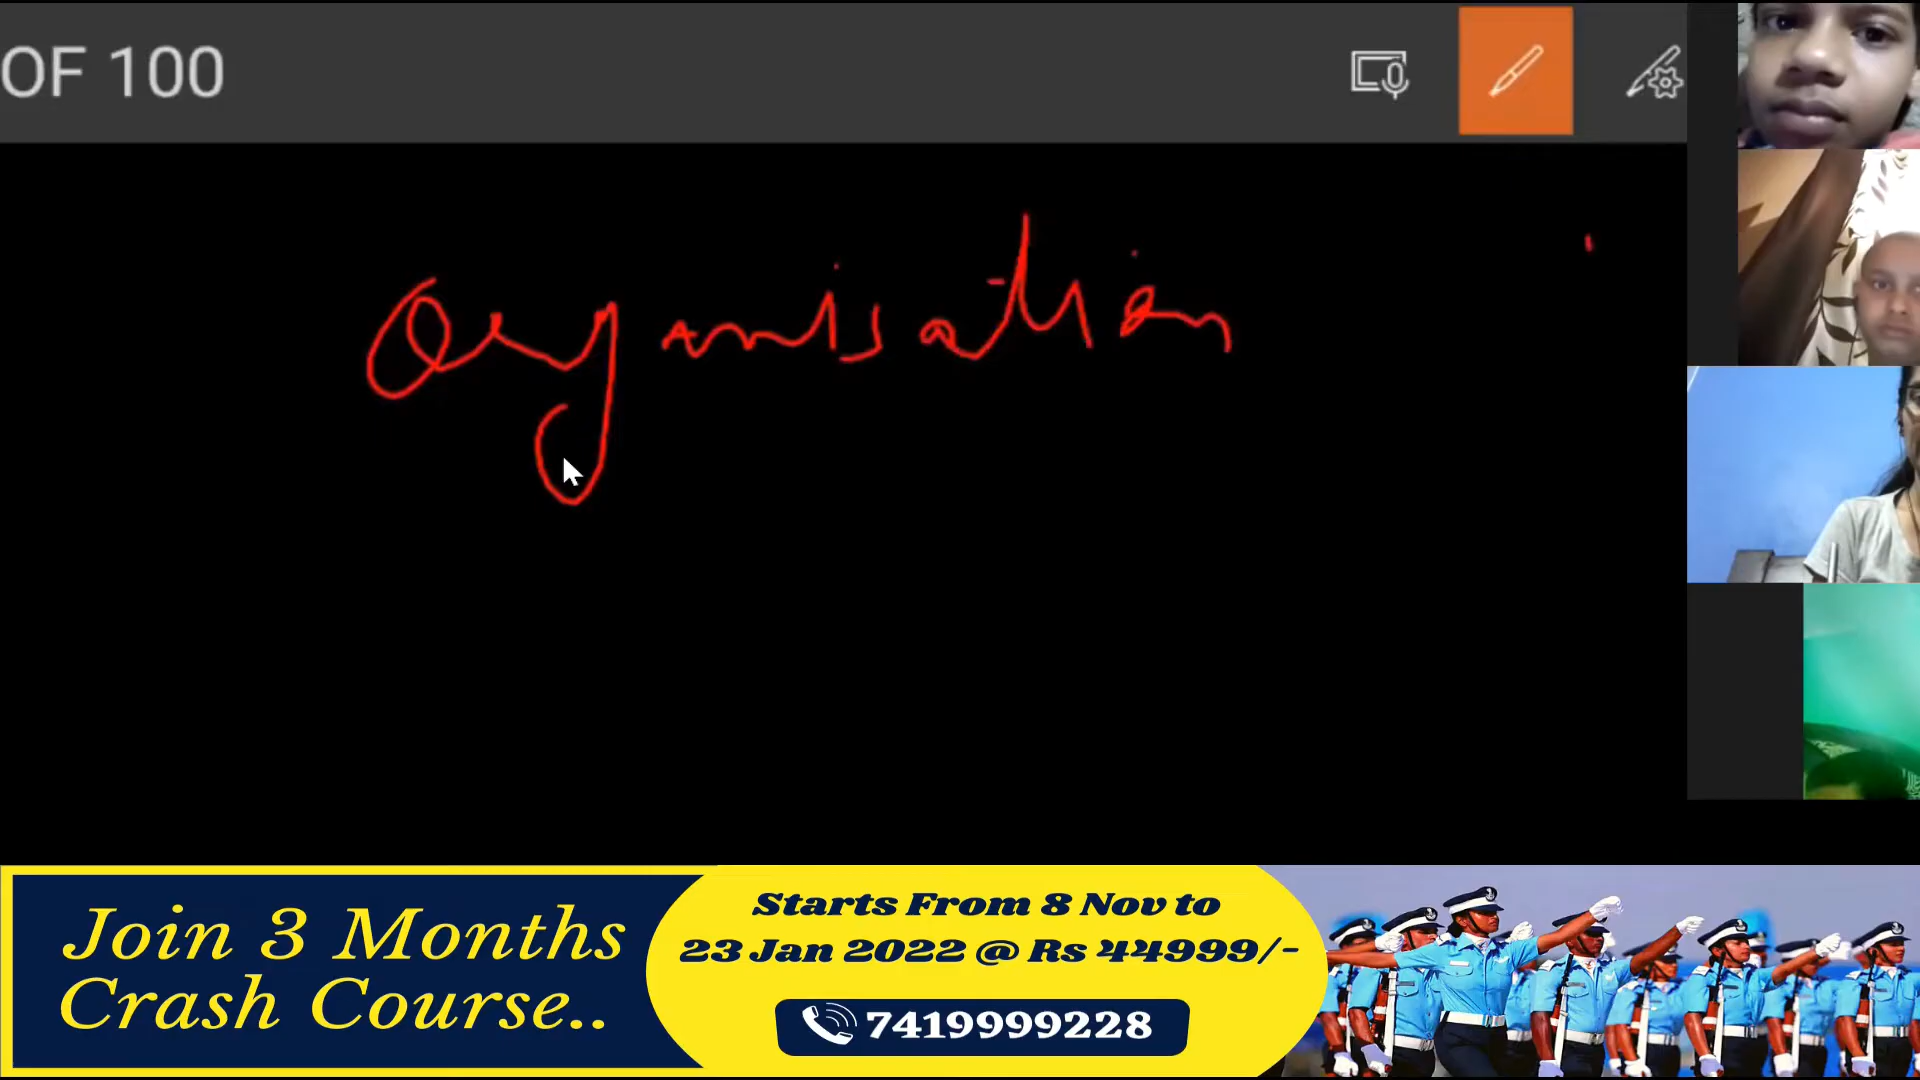 OF 100
Organisation
Join 3 Months
Crash Course..
Starts From 8 Nov to
23 Jan 2022 @ Rs 44999/-
7419999228